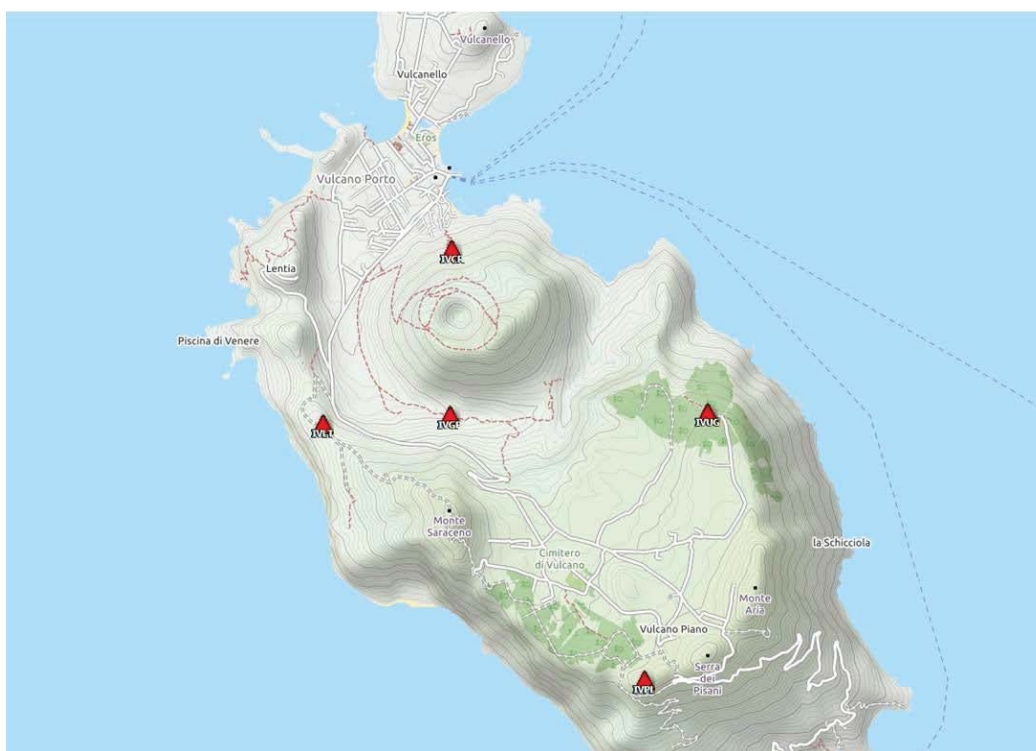 Vulcanello
Vulcanello
Eros
Vulcano Porto
IVCR
Lentia
Piscina di Venere
IVGP
IVUG
IVLT
Monte
Saraceno
la Schicciola
Cimitero
di Vulcano
Monte
Aria
Vulcano Piano
Serra
dei
Pisani
IVPI